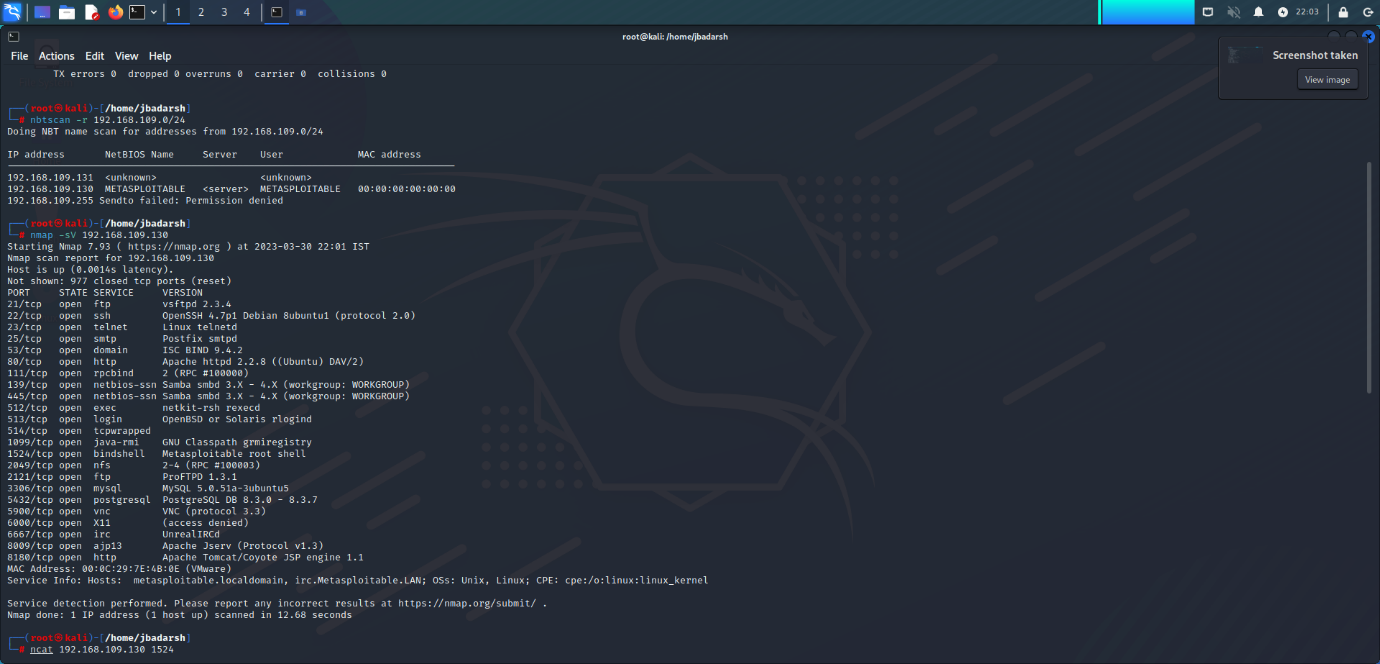 1 2 3 4 22:03
root@kali: /home/jbadarsh
File Actions Edit View Help
Screenshot taken
View image
TX errors 0  dropped 0 overruns 0  carrier 0  collisions 0
┌──(root㉿kali)-[/home/jbadarsh]
└─# nbtscan -r 192.168.109.0/24
Doing NBT name scan for addresses from 192.168.109.0/24
IP address       NetBIOS Name     Server    User             MAC address
192.168.109.131  <unknown>                  <unknown>
192.168.109.130  METASPLOITABLE   <server>  METASPLOITABLE   00:00:00:00:00:00
192.168.109.255 Sendto failed: Permission denied
┌──(root㉿kali)-[/home/jbadarsh]
└─# nmap -sV 192.168.109.130
Starting Nmap 7.93 ( https://nmap.org ) at 2023-03-30 22:01 IST
Nmap scan report for 192.168.109.130
Host is up (0.0014s latency).
Not shown: 977 closed tcp ports (reset)
PORT     STATE SERVICE     VERSION
21/tcp   open  ftp         vsftpd 2.3.4
22/tcp   open  ssh         OpenSSH 4.7p1 Debian 8ubuntu1 (protocol 2.0)
23/tcp   open  telnet      Linux telnetd
25/tcp   open  smtp        Postfix smtpd
53/tcp   open  domain      ISC BIND 9.4.2
80/tcp   open  http        Apache httpd 2.2.8 ((Ubuntu) DAV/2)
111/tcp  open  rpcbind     2 (RPC #100000)
139/tcp  open  netbios-ssn Samba smbd 3.X - 4.X (workgroup: WORKGROUP)
445/tcp  open  netbios-ssn Samba smbd 3.X - 4.X (workgroup: WORKGROUP)
512/tcp  open  exec        netkit-rsh rexecd
513/tcp  open  login       OpenBSD or Solaris rlogind
514/tcp  open  tcpwrapped
1099/tcp open  java-rmi    GNU Classpath grmiregistry
1524/tcp open  bindshell   Metasploitable root shell
2049/tcp open  nfs         2-4 (RPC #100003)
2121/tcp open  ftp         ProFTPD 1.3.1
3306/tcp open  mysql       MySQL 5.0.51a-3ubuntu5
5432/tcp open  postgresql  PostgreSQL DB 8.3.0 - 8.3.7
5900/tcp open  vnc         VNC (protocol 3.3)
6000/tcp open  X11         (access denied)
6667/tcp open  irc         UnrealIRCd
8009/tcp open  ajp13       Apache Jserv (Protocol v1.3)
8180/tcp open  http        Apache Tomcat/Coyote JSP engine 1.1
MAC Address: 00:0C:29:7E:4B:0E (VMware)
Service Info: Hosts:  metasploitable.localdomain, irc.Metasploitable.LAN; OSs: Unix, Linux; CPE: cpe:/o:linux:linux_kernel
Service detection performed. Please report any incorrect results at https://nmap.org/submit/ .
Nmap done: 1 IP address (1 host up) scanned in 12.68 seconds
┌──(root㉿kali)-[/home/jbadarsh]
└─# ncat 192.168.109.130 1524